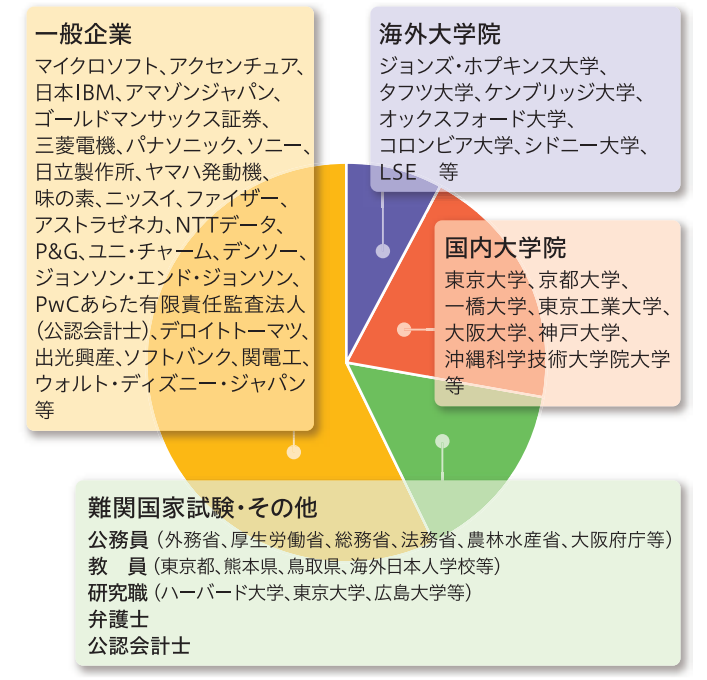 一般企業
マイクロソフト、アクセンチュア、
日本IBM、アマゾンジャパン、
ゴールドマンサックス証券、
三菱電機、パナソニック、ソニー、
日立製作所、ヤマハ発動機、
味の素、ニッスイ、ファイザー、
アストラゼネカ、NTTデータ、
P&G、ユニ・チャーム、デンソー、
ジョンソン・エンド・ジョンソン、
PwCあらた有限責任監査法人
(公認会計士)、デロイトトーマツ、
出光興産、ソフトバンク、関電工、
ウォルト・ディズニー・ジャパン
等
海外大学院
ジョンズ・ホプキンス大学、
タフツ大学、ケンブリッジ大学、
オックスフォード大学、
コロンビア大学、シドニー大学、
LSE 等
国内大学院
東京大学、京都大学、
一橋大学、東京工業大学、
大阪大学、神戸大学、
沖縄科学技術大学院大学
等
難関国家試験・その他
公務員(外務省、厚生労働省、総務省、法務省、農林水産省、大阪府庁等)
教 員(東京都、熊本県、鳥取県、海外日本人学校等)
研究職(ハーバード大学、東京大学、広島大学等)
弁護士
公認会計士